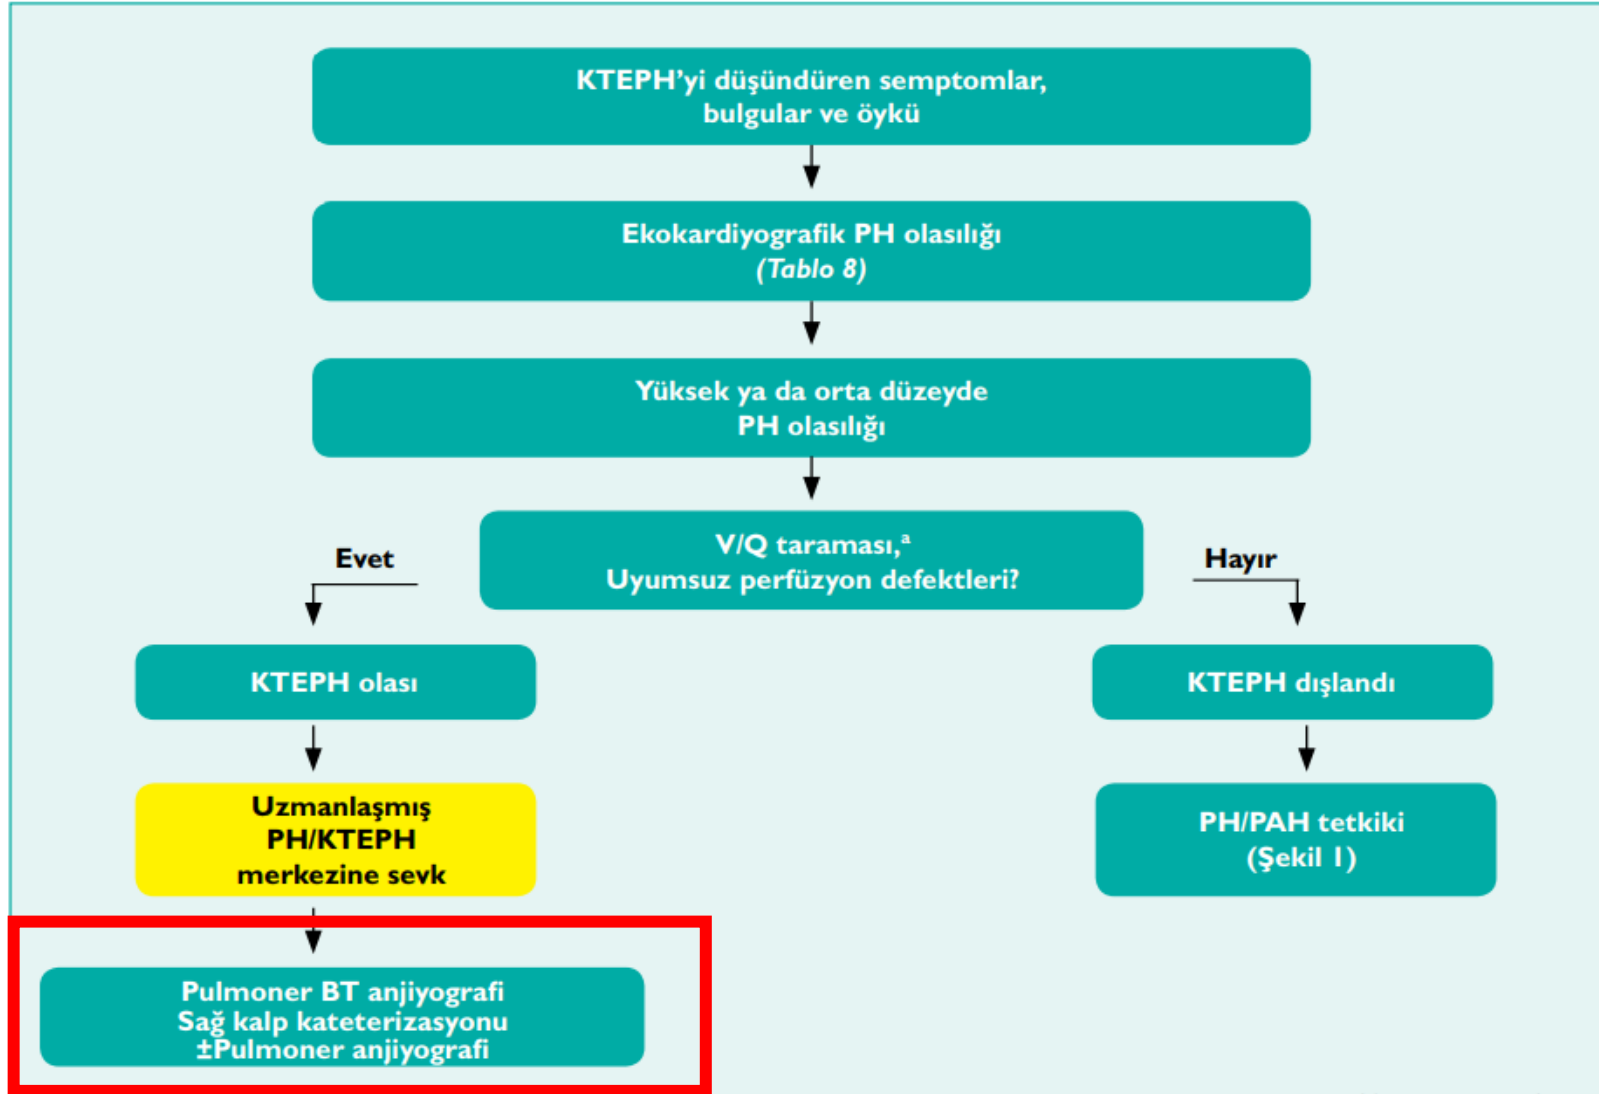 KTEPH’yi düşündüren semptomlar,
bulgular ve öykü
Ekokardiyografik PH olasılığı
(Tablo 8)
Yüksek ya da orta düzeyde
PH olasılığı
V/Q taraması,ᵃ
Uyumsuz perfüzyon defektleri?
Evet
Hayır
KTEPH olası
KTEPH dışlandı
Uzmanlaşmış
PH/KTEPH
merkezine sevk
PH/PAH tetkiki
(Şekil 1)
Pulmoner BT anjiyografi
Sağ kalp kateterizasyonu
±Pulmoner anjiyografi